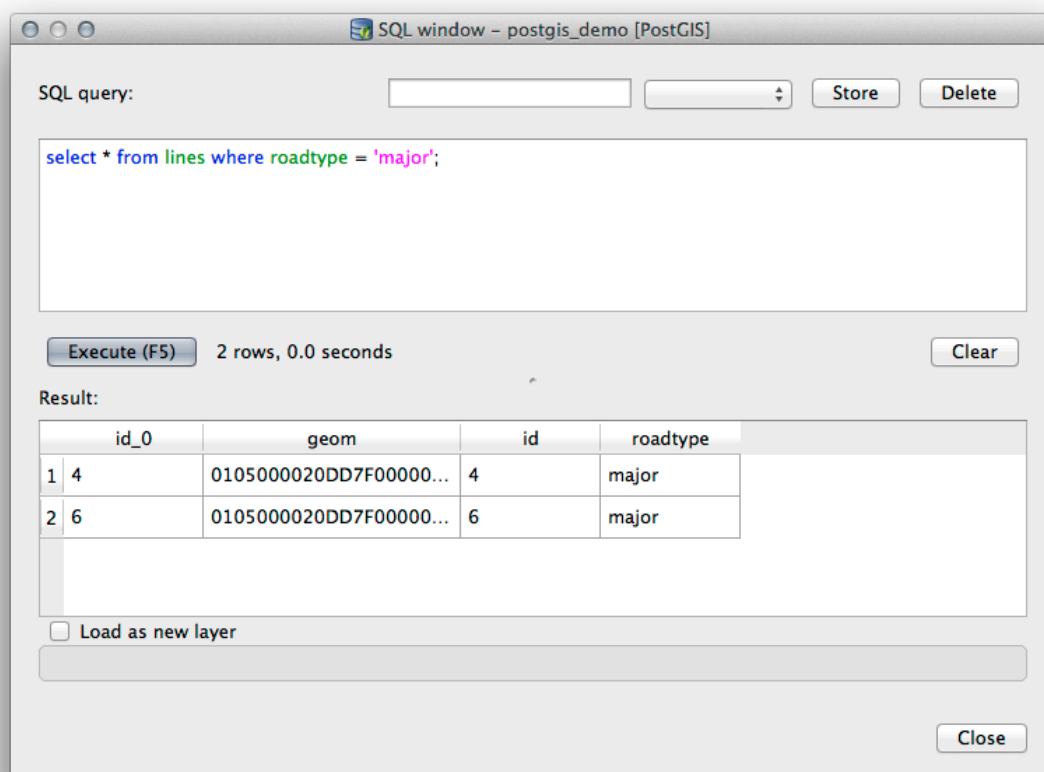 SQL window – postgis_demo [PostGIS]
SQL query:
Store
Delete
select * from lines where roadtype = 'major';
Execute (F5)
2 rows, 0.0 seconds
Clear
Result:
id_0 geom id roadtype
1 4 0105000020DD7F00000... 4 major
2 6 0105000020DD7F00000... 6 major
Load as new layer
Close